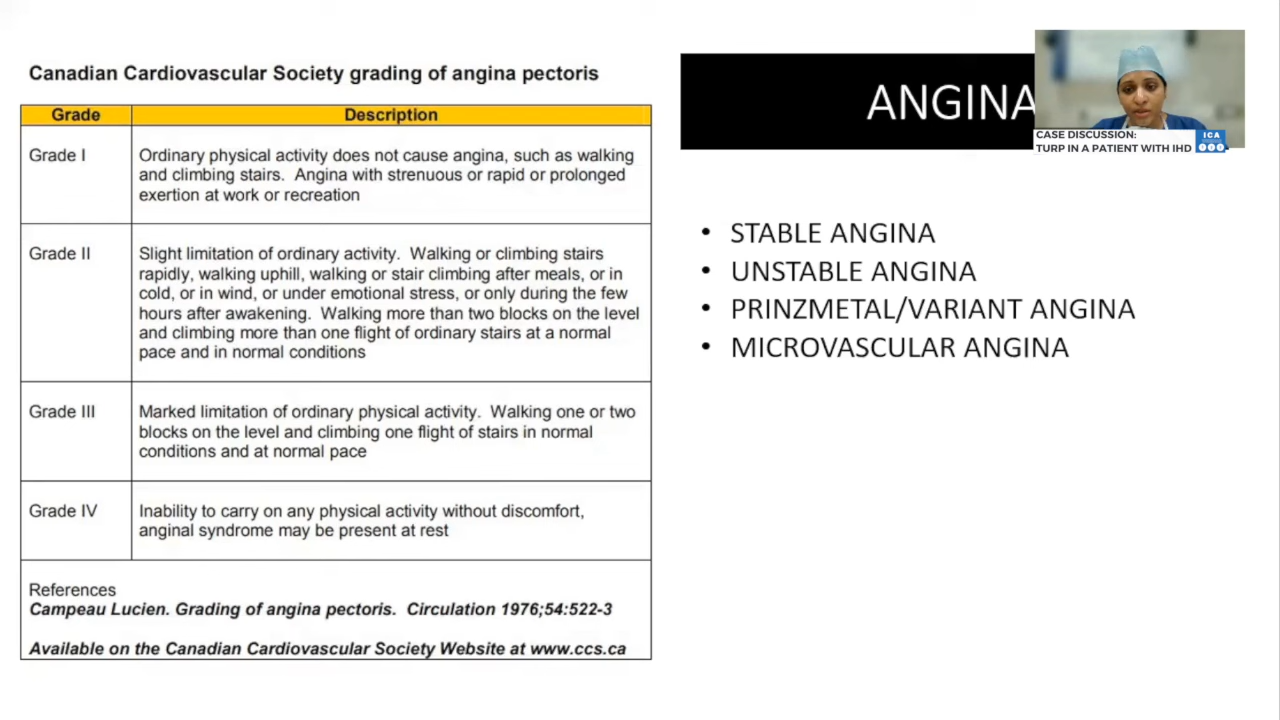 Canadian Cardiovascular Society grading of angina pectoris
Grade Description
Grade I
Ordinary physical activity does not cause angina, such as walking
and climbing stairs. Angina with strenuous or rapid or prolonged
exertion at work or recreation
Grade II
Slight limitation of ordinary activity. Walking or climbing stairs
rapidly, walking uphill, walking or stair climbing after meals, or in
cold, or in wind, or under emotional stress, or only during the few
hours after awakening. Walking more than two blocks on the level
and climbing more than one flight of ordinary stairs at a normal
pace and in normal conditions
Grade III
Marked limitation of ordinary physical activity. Walking one or two
blocks on the level and climbing one flight of stairs in normal
conditions and at normal pace
Grade IV
Inability to carry on any physical activity without discomfort,
anginal syndrome may be present at rest
References
Campeau Lucien. Grading of angina pectoris. Circulation 1976;54:522-3
Available on the Canadian Cardiovascular Society Website at www.ccs.ca
ANGINA
CASE DISCUSSION:
TURP IN A PATIENT WITH IHD
ICA
• STABLE ANGINA
• UNSTABLE ANGINA
• PRINZMETAL/VARIANT ANGINA
• MICROVASCULAR ANGINA